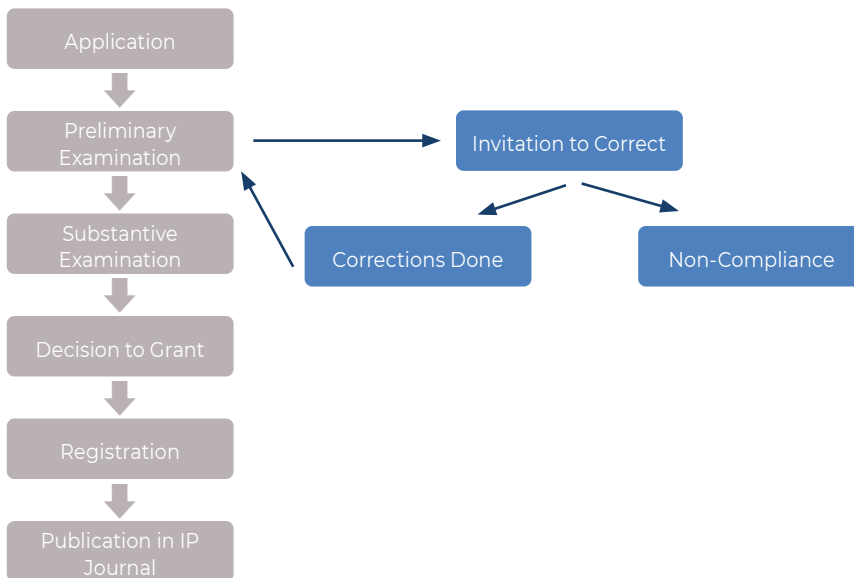 Application
Preliminary
Examination
Invitation to Correct
Substantive
Examination
Corrections Done
Non-Compliance
Decision to Grant
Registration
Publication in IP
Journal